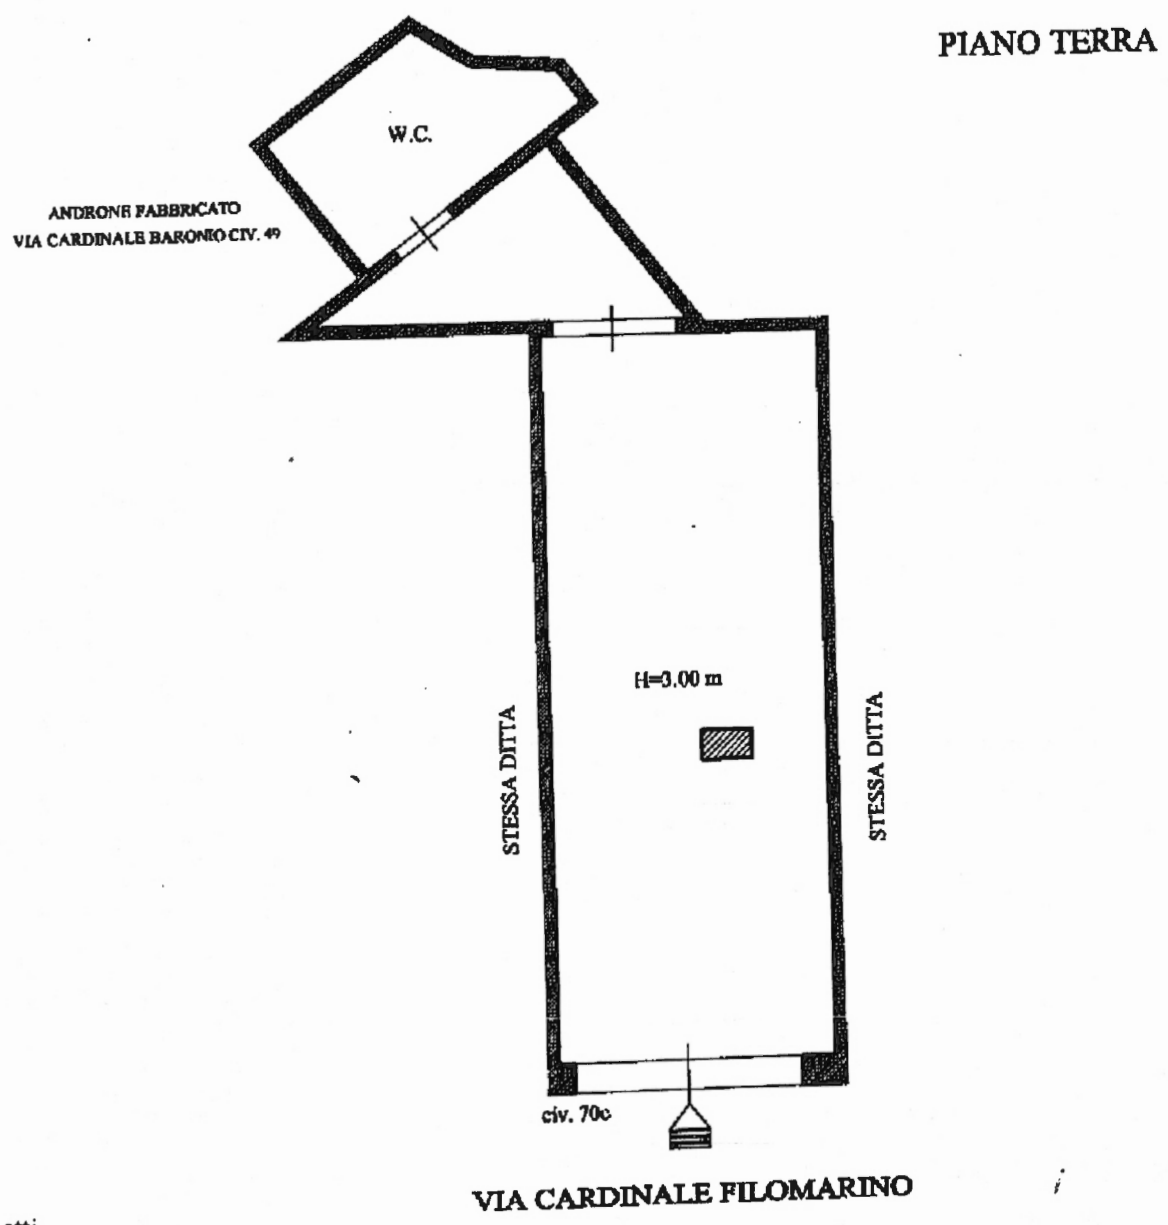 PIANO TERRA
W.C.
ANDRONE FABBRICATO
VIA CARDINALE BARONIO CIV. 49
H=3.00 m
STESSA DITTA
STESSA DITTA
civ. 70c
VIA CARDINALE FILOMARINO